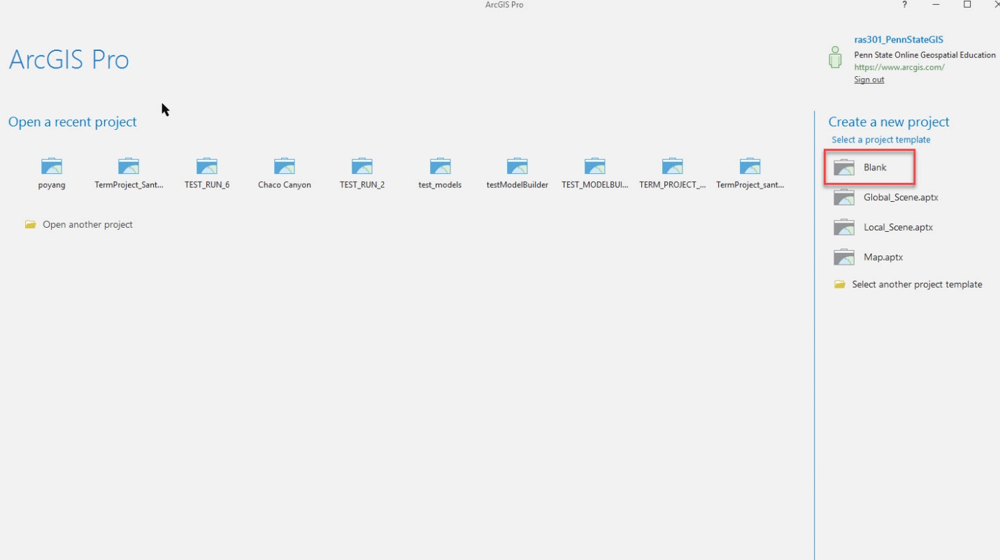 ArcGIS Pro
?
ras301_PennStateGIS
Penn State Online Geospatial Education
https://www.arcgis.com/
Sign out
ArcGIS Pro
Open a recent project
poyang
TermProject_Sant...
TEST_RUN_6
Chaco Canyon
TEST_RUN_2
test_models
testModelBuilder
TEST_MODELBUI...
TERM_PROJECT_...
TermProject_sant...
Open another project
Create a new project
Select a project template
Blank
Global_Scene.aptx
Local_Scene.aptx
Map.aptx
Select another project template